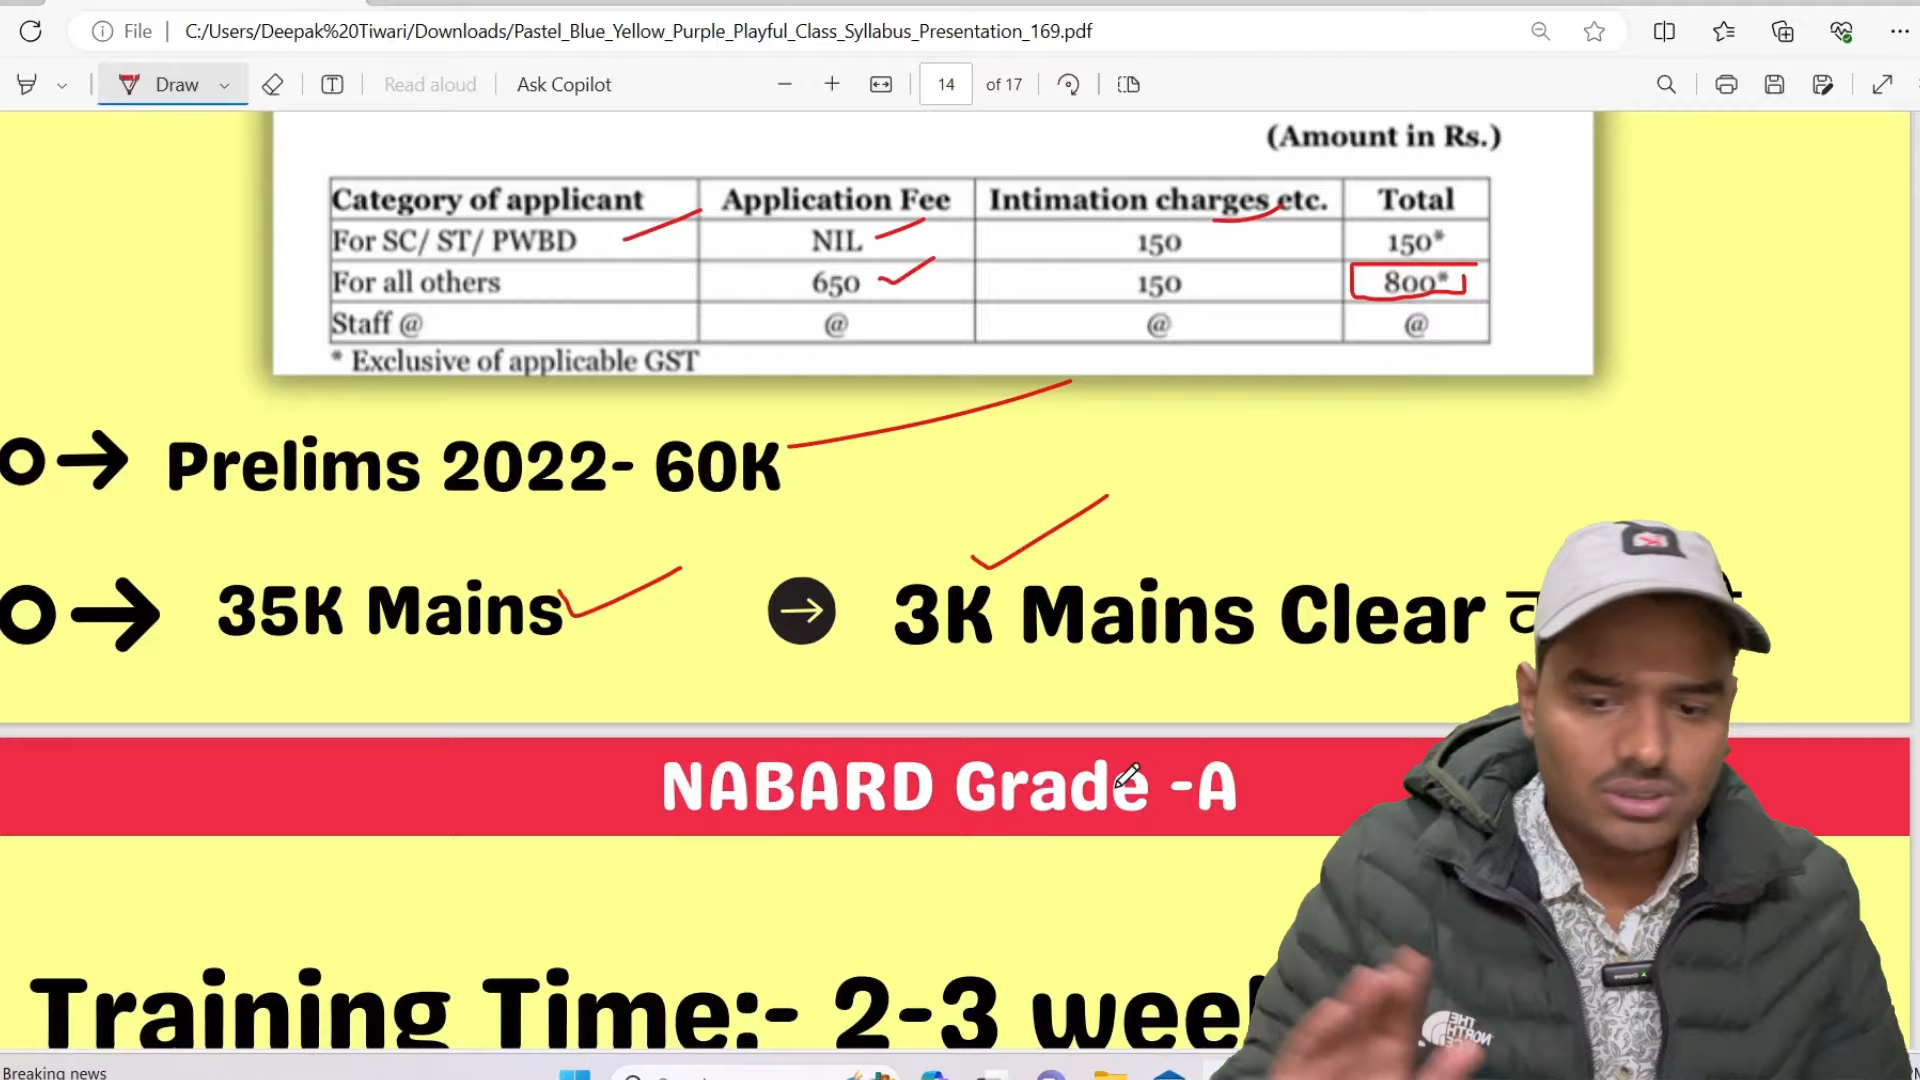 File C:/Users/Deepak%20Tiwari/Downloads/Pastel_Blue_Yellow_Purple_Playful_Class_Syllabus_Presentation_169.pdf
Draw Read aloud Ask Copilot 14 of 17
(Amount in Rs.)
Category of applicant Application Fee Intimation charges etc. Total
For SC/ ST/ PWBD NIL 150 150*
For all others 650 150 800*
Staff @ @ @ @
* Exclusive of applicable GST
Prelims 2022- 60K
35K Mains 3K Mains Clear
NABARD Grade -A
Training Time:- 2-3
THE NORTH
Breaking news